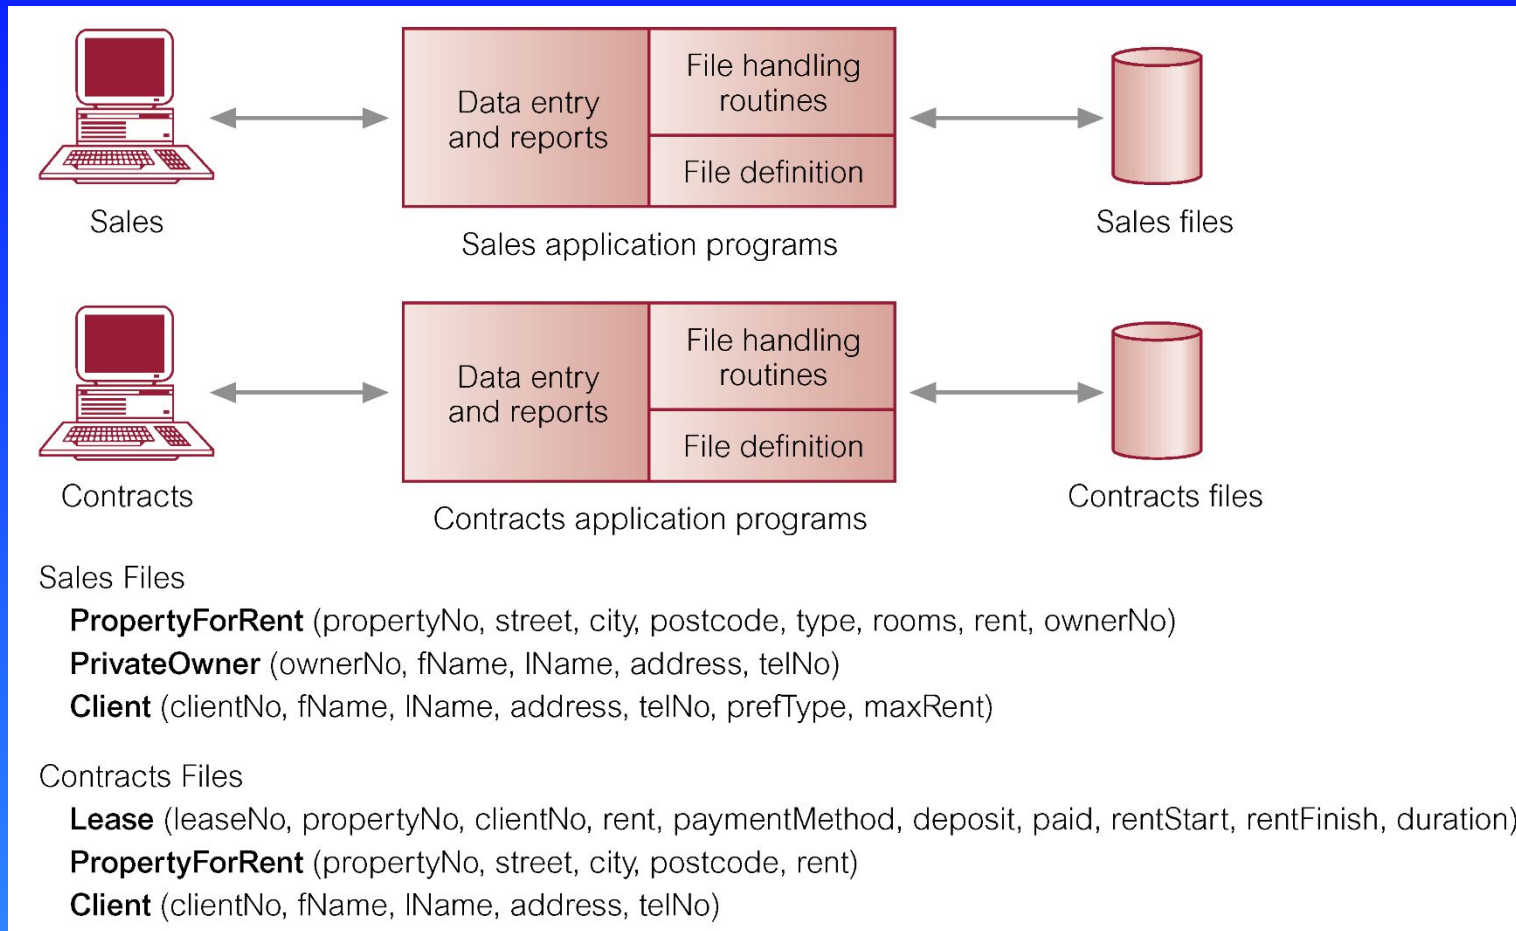 Data entry
and reports
File handling
routines
File definition
Sales
Sales application programs
Sales files
Data entry
and reports
File handling
routines
File definition
Contracts
Contracts application programs
Contracts files
Sales Files
PropertyForRent (propertyNo, street, city, postcode, type, rooms, rent, ownerNo)
PrivateOwner (ownerNo, fName, lName, address, telNo)
Client (clientNo, fName, lName, address, telNo, prefType, maxRent)
Contracts Files
Lease (leaseNo, propertyNo, clientNo, rent, paymentMethod, deposit, paid, rentStart, rentFinish, duration)
PropertyForRent (propertyNo, street, city, postcode, rent)
Client (clientNo, fName, lName, address, telNo)